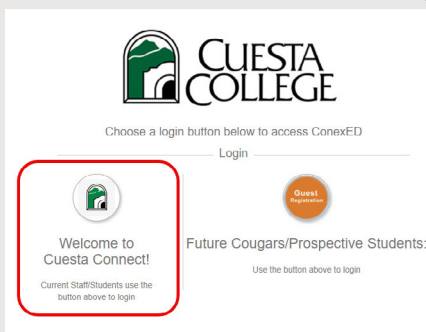 CUESTA
COLLEGE
Choose a login button below to access ConexED
Login
Guest
Registration
Welcome to
Cuesta Connect!
Current Staff/Students use the
button above to login
Future Cougars/Prospective Students:
Use the button above to login